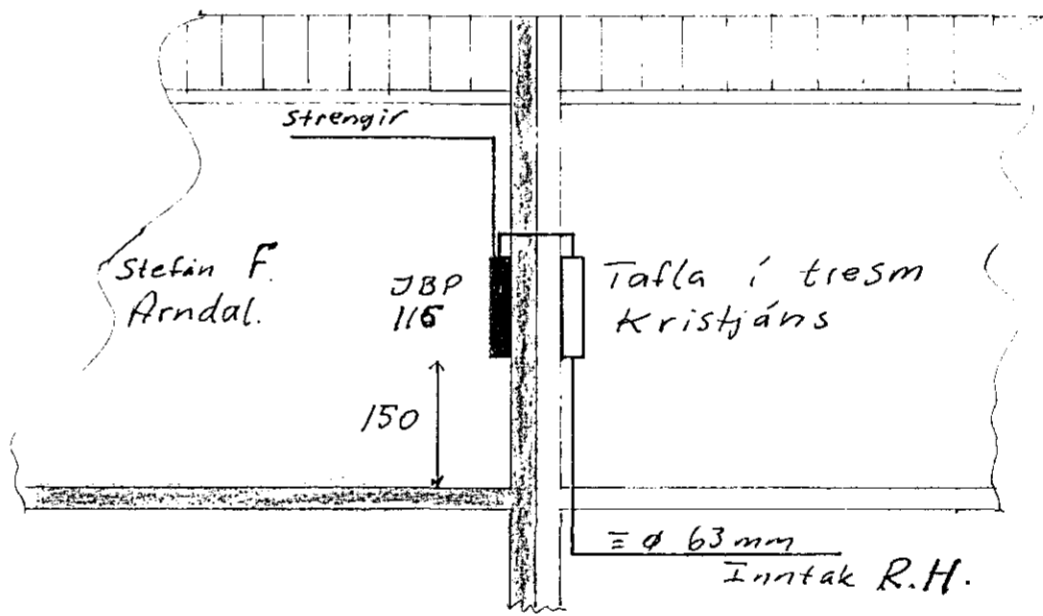 strengir
Stefán F.
Arndal.
JBP
116
Tafla í tresm
Kristjáns
150
≡ ø 63 mm
Inntak R.H.